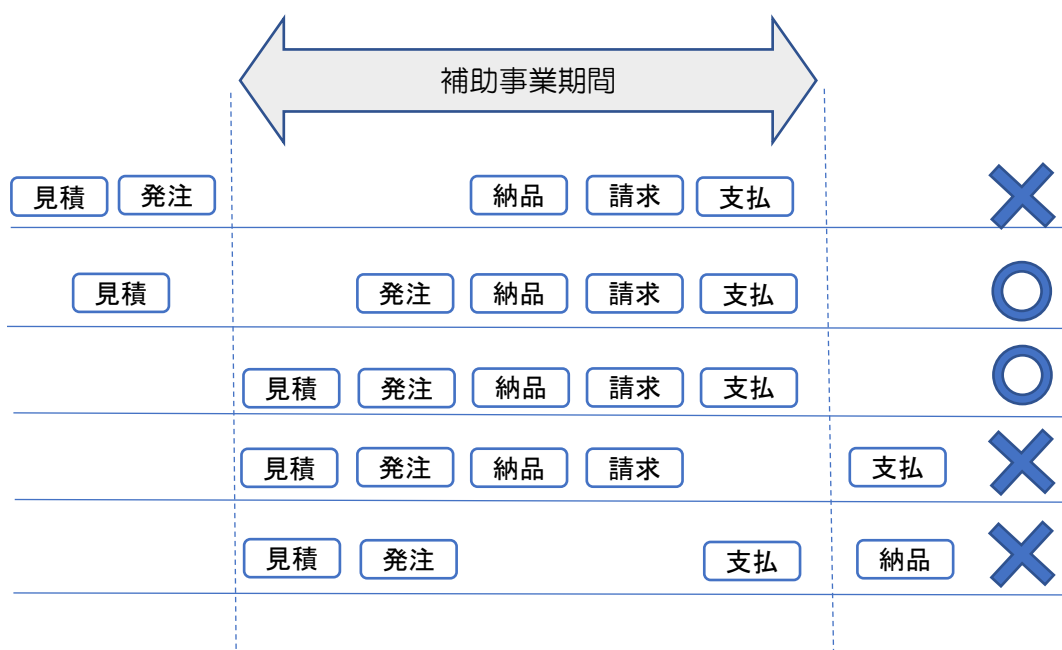 補助事業期間
見積 発注 納品 請求 支払
見積 発注 納品 請求 支払
見積 発注 納品 請求 支払
見積 発注 納品 請求 支払
見積 発注 支払 納品